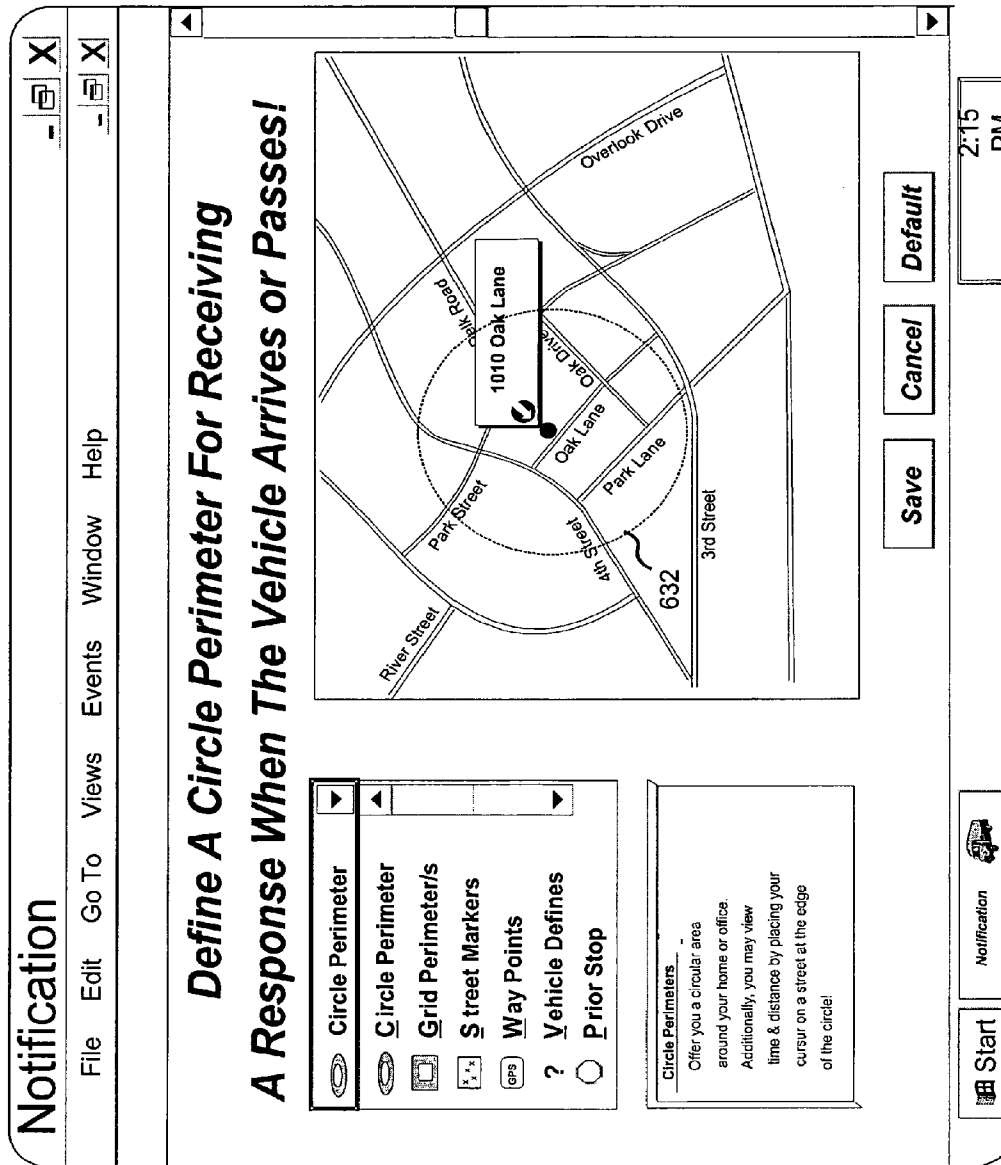 Notification
File Edit Go To Views Events Window Help
Define A Circle Perimeter For Receiving
A Response When The Vehicle Arrives or Passes!
Circle Perimeter
Circle Perimeter
Grid Perimeter/s
Street Markers
GPS Way Points
? Vehicle Defines
Prior Stop
Circle Perimeters
Offer you a circular area
around your home or office.
Additionally, you may view
time & distance by placing your
cursur on a street at the edge
of the circle!
River Street
Park Street
Road
1010 Oak Lane
Overlook Drive
Oak Drive
Oak Lane
Park Lane
4th Street
632
3rd Street
Save Cancel Default
Start
Notification
2:15
PM